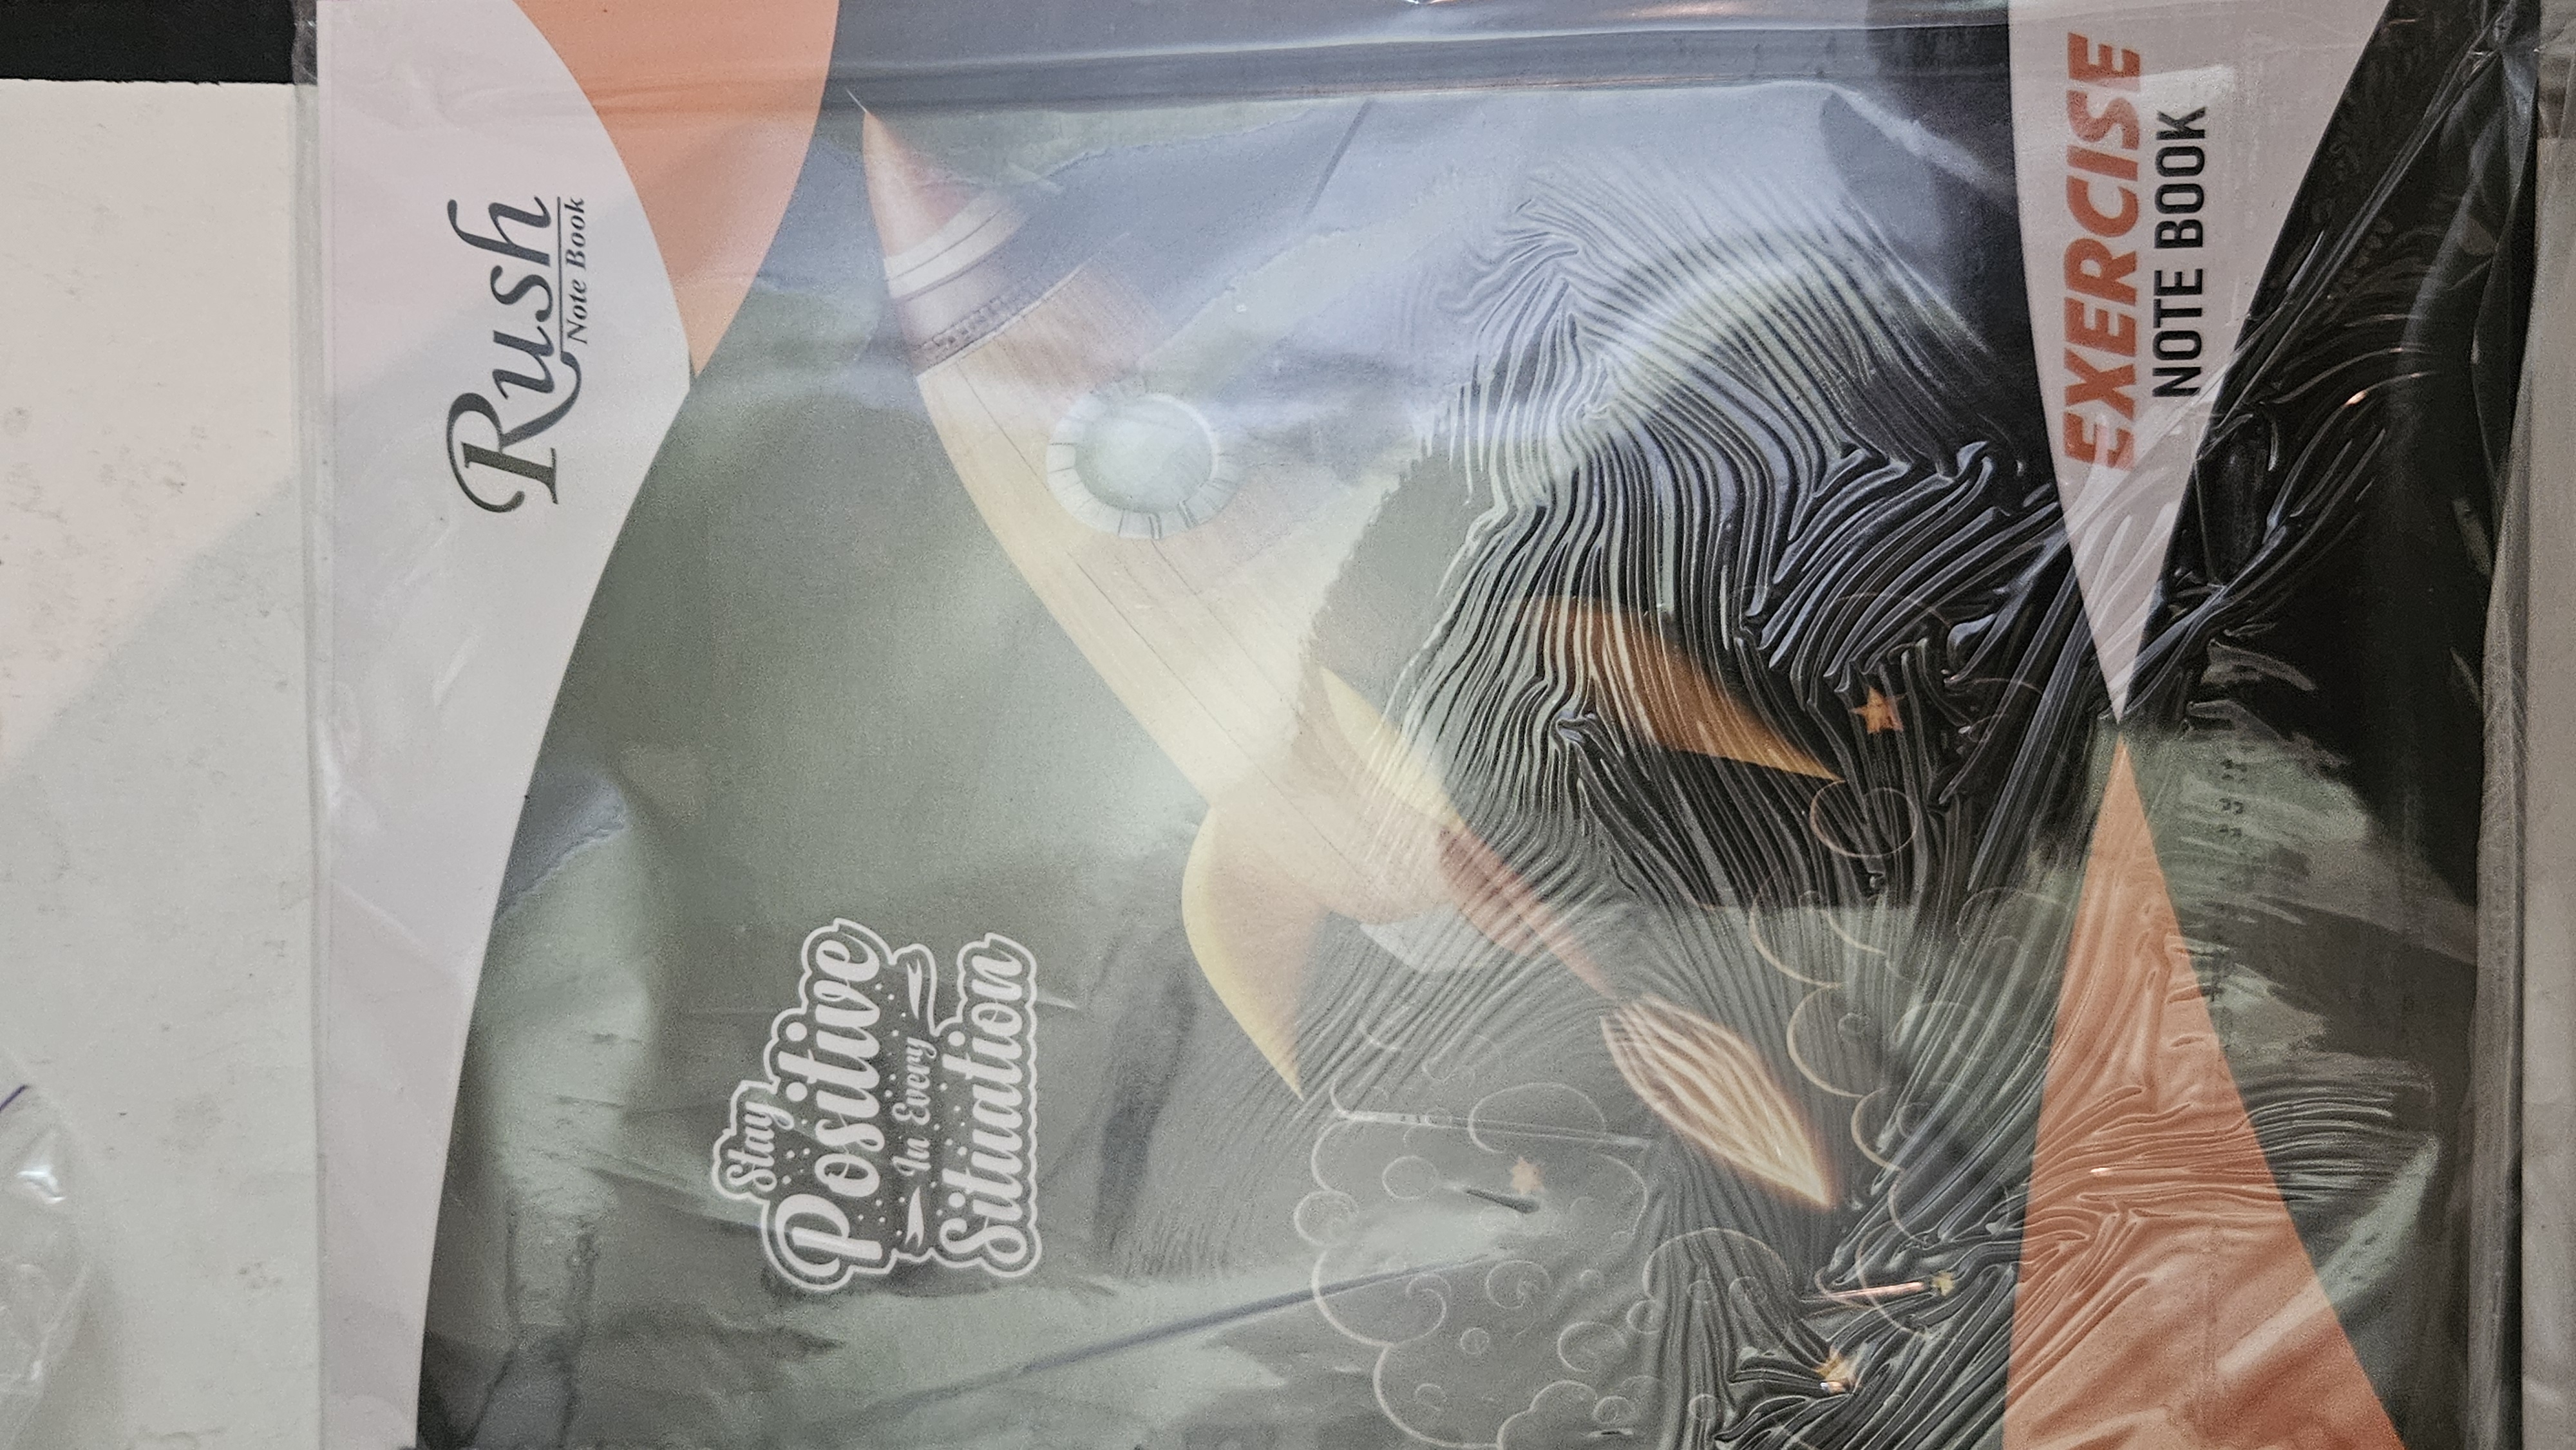 Rush
Note Book
Stay
Positive
In Every
Situation
EXERCISE
NOTE BOOK